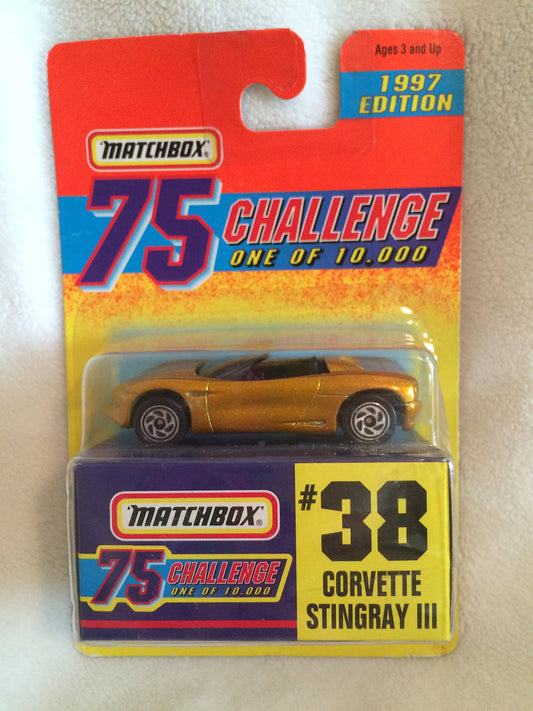 Ages 3 and Up
1997
EDITION
MATCHBOX®
75 CHALLENGE
ONE OF 10,000
MATCHBOX®
75 CHALLENGE
ONE OF 10,000
#38
CORVETTE
STINGRAY III